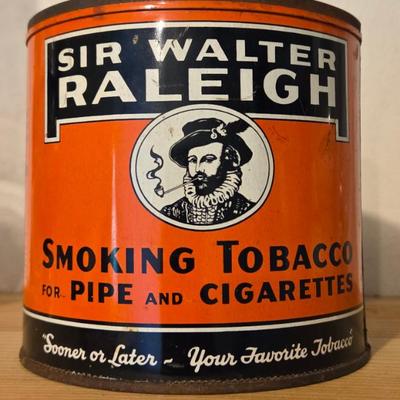 SIR WALTER
RALEIGH
SMOKING TOBACCO
FOR PIPE AND CIGARETTES
Sooner or Later ~ Your Favorite Tobacco